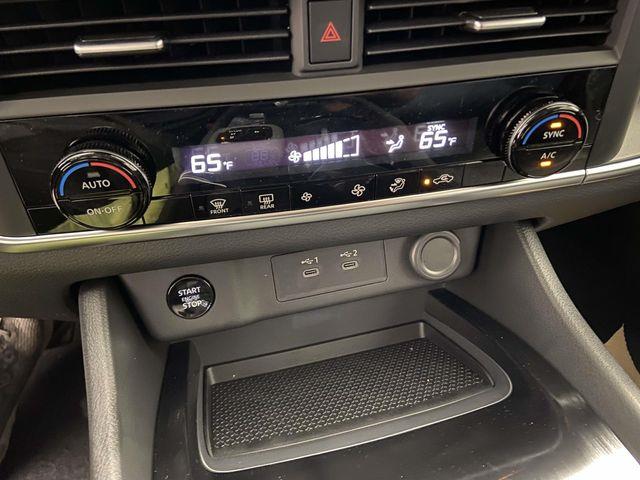 65°F
SYNC
65°F
AUTO
ON·OFF
FRONT
REAR
SYNC
A/C
1
2
START
ENGINE
STOP